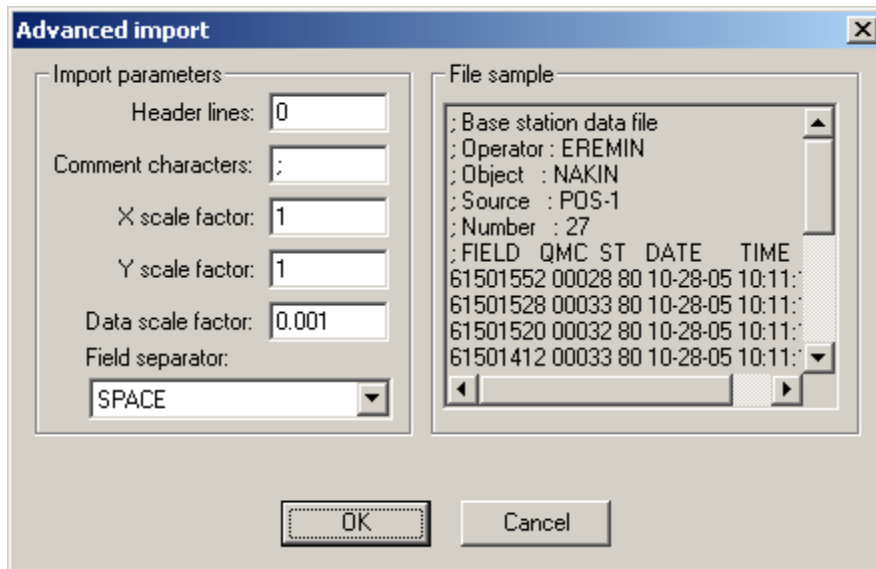 Advanced import
Import parameters
Header lines: 0
Comment characters: ;
X scale factor: 1
Y scale factor: 1
Data scale factor: 0.001
Field separator:
SPACE
File sample
; Base station data file
; Operator : EREMIN
; Object : NAKIN
; Source : POS-1
; Number : 27
; FIELD QMC ST DATE TIME
61501552 00028 80 10-28-05 10:11:
61501528 00033 80 10-28-05 10:11:
61501520 00032 80 10-28-05 10:11:
61501412 00033 80 10-28-05 10:11:
OK Cancel